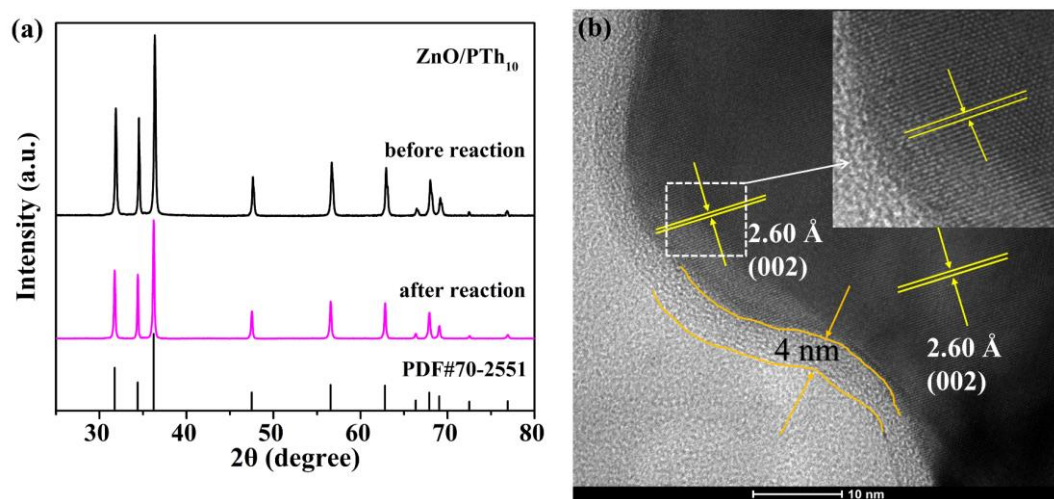 (a)
ZnO/PTh₁₀
before reaction
after reaction
PDF#70-2551
Intensity (a.u.)
30 40 50 60 70 80
2θ (degree)
(b)
2.60 Å
(002)
2.60 Å
(002)
4 nm
10 nm